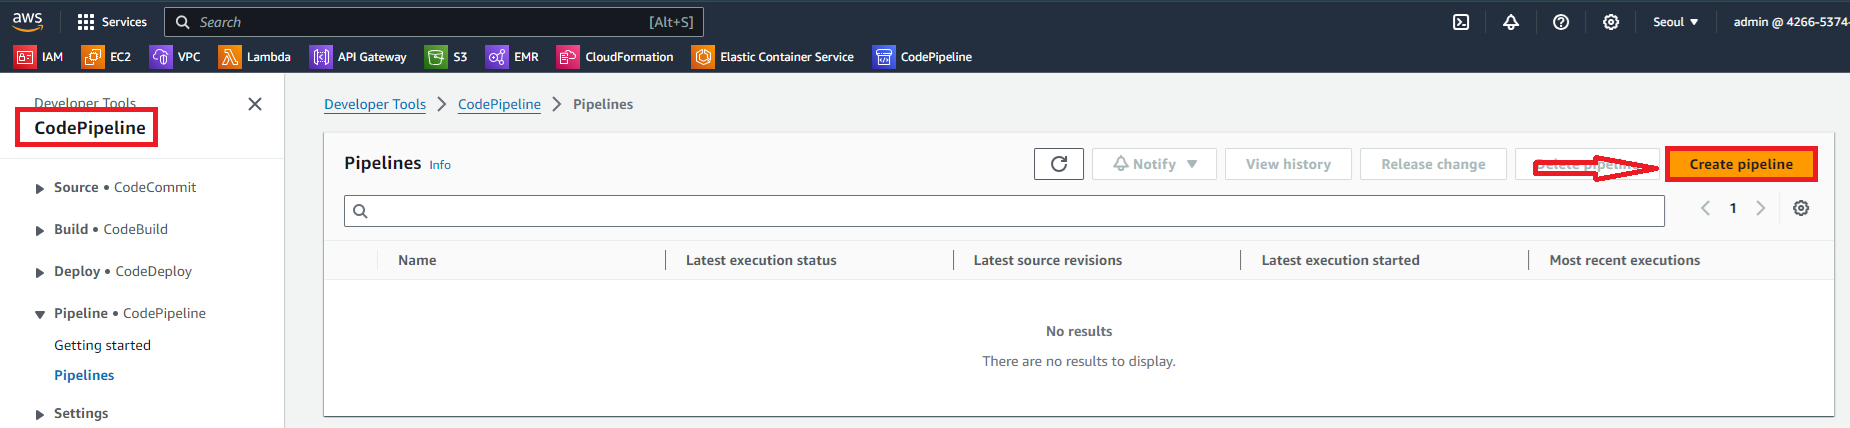 aws Services Search [Alt+S] Seoul admin @ 4266-5374-
IAM EC2 VPC Lambda API Gateway S3 EMR CloudFormation Elastic Container Service CodePipeline
Developer Tools
CodePipeline
Source • CodeCommit
Build • CodeBuild
Deploy • CodeDeploy
Pipeline • CodePipeline
Getting started
Pipelines
Settings
Developer Tools > CodePipeline > Pipelines
Pipelines Info
Notify View history Release change Delete pipeline Create pipeline
1
Name Latest execution status Latest source revisions Latest execution started Most recent executions
No results
There are no results to display.